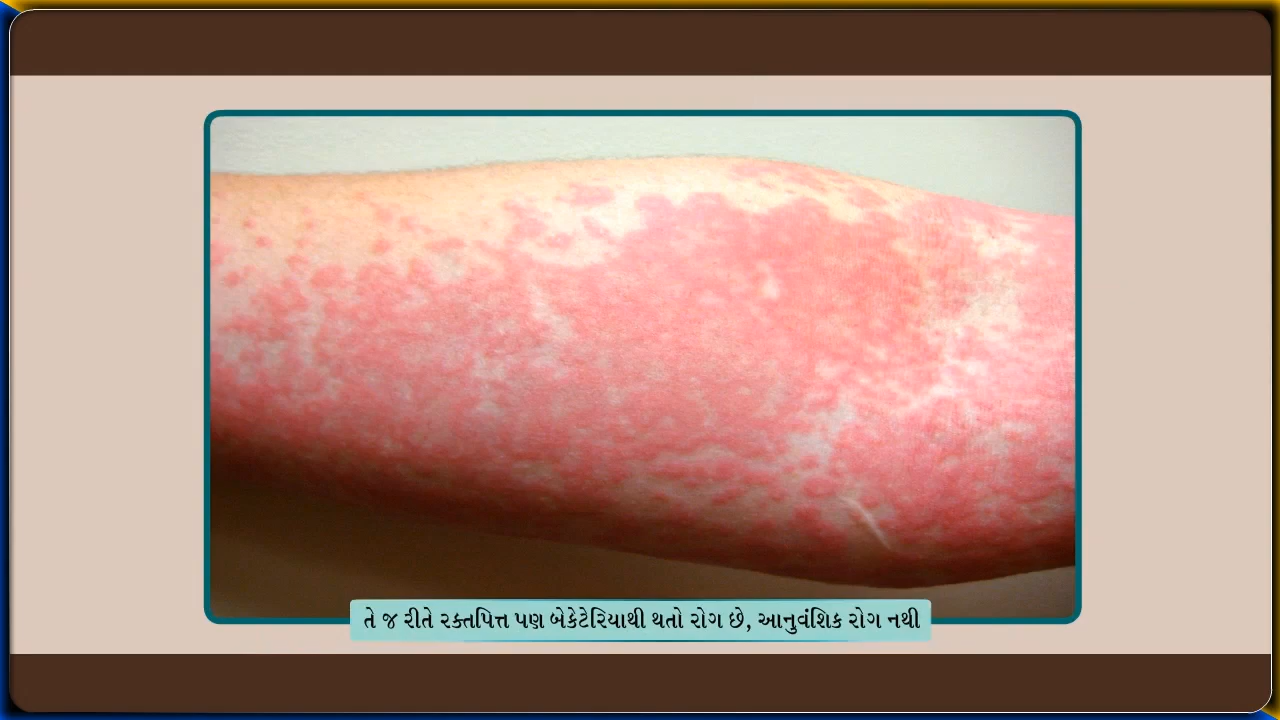 તે જ રીતે રક્તપિત્ત પણ બેકેટેરિયાથી થતો રોગ છે, આનુવંશિક રોગ નથી